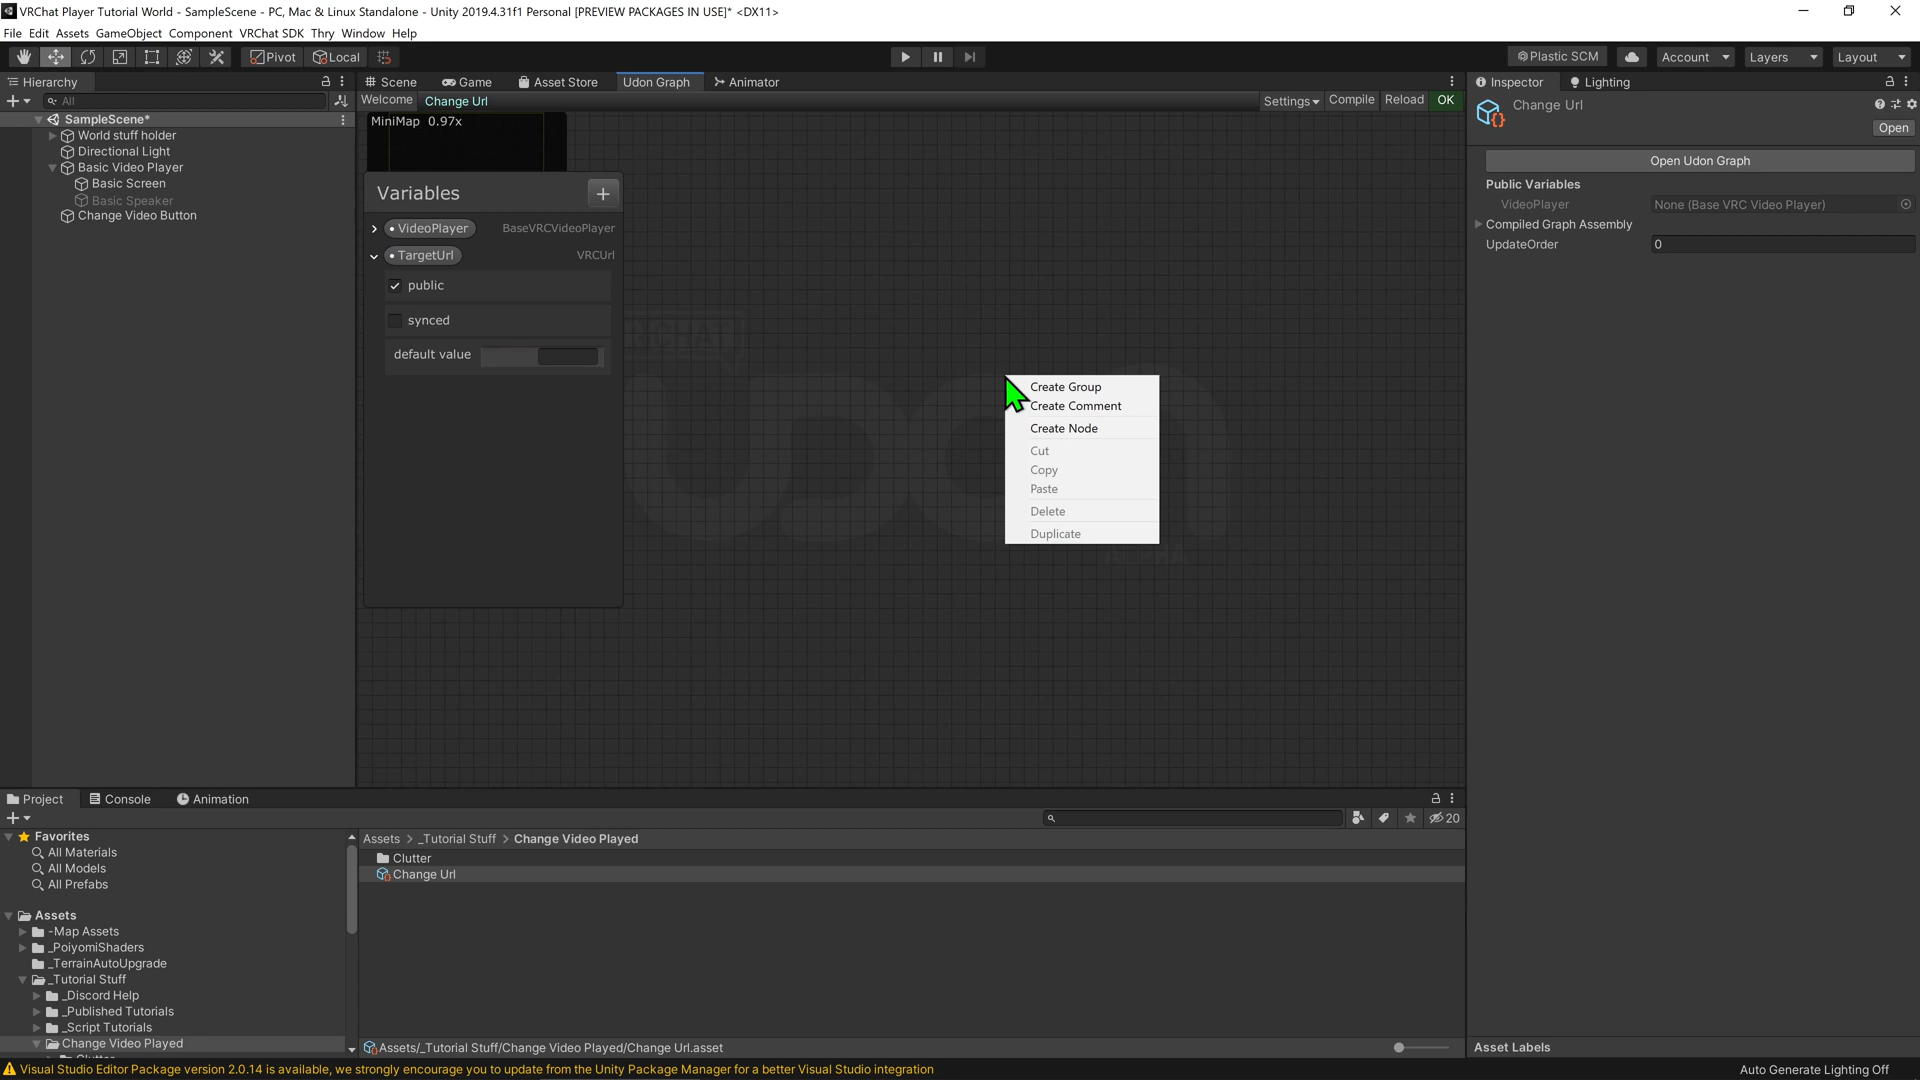 VRChat Player Tutorial World - SampleScene - PC, Mac & Linux Standalone - Unity 2019.4.31f1 Personal [PREVIEW PACKAGES IN USE]* <DX11>
File Edit Assets GameObject Component VRChat SDK Thry Window Help
Pivot Local Plastic SCM Account Layers Layout
Hierarchy
All
SampleScene*
World stuff holder
Directional Light
Basic Video Player
Basic Screen
Basic Speaker
Change Video Button
Scene Game Asset Store Udon Graph Animator
Welcome Change Url Settings Compile Reload OK
MiniMap 0.97x
Variables +
VideoPlayer BaseVRCVideoPlayer
TargetUrl VRCUrl
public
synced
default value
Create Group
Create Comment
Create Node
Cut
Copy
Paste
Delete
Duplicate
Inspector Lighting
Change Url
Open
Open Udon Graph
Public Variables
VideoPlayer None (Base VRC Video Player)
Compiled Graph Assembly
UpdateOrder 0
Project Console Animation
20
Favorites
All Materials
All Models
All Prefabs
Assets
-Map Assets
_PoiyomiShaders
_TerrainAutoUpgrade
_Tutorial Stuff
_Discord Help
_Published Tutorials
_Script Tutorials
Change Video Played
Clutter
Assets > _Tutorial Stuff > Change Video Played
Clutter
Change Url
Assets/_Tutorial Stuff/Change Video Played/Change Url.asset
Asset Labels
Visual Studio Editor Package version 2.0.14 is available, we strongly encourage you to update from the Unity Package Manager for a better Visual Studio integration
Auto Generate Lighting Off